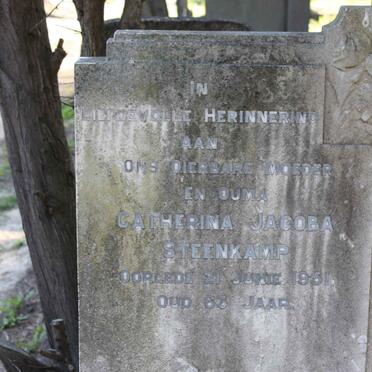 IN
LIEFDEVOLLE HERINNERING
AAN
ONS DIERBARE MOEDER
EN OUMA
CATHERINA JACOBA
STEENKAMP
OORLEDE 21 JUNIE 1951
OUD 83 JAAR.